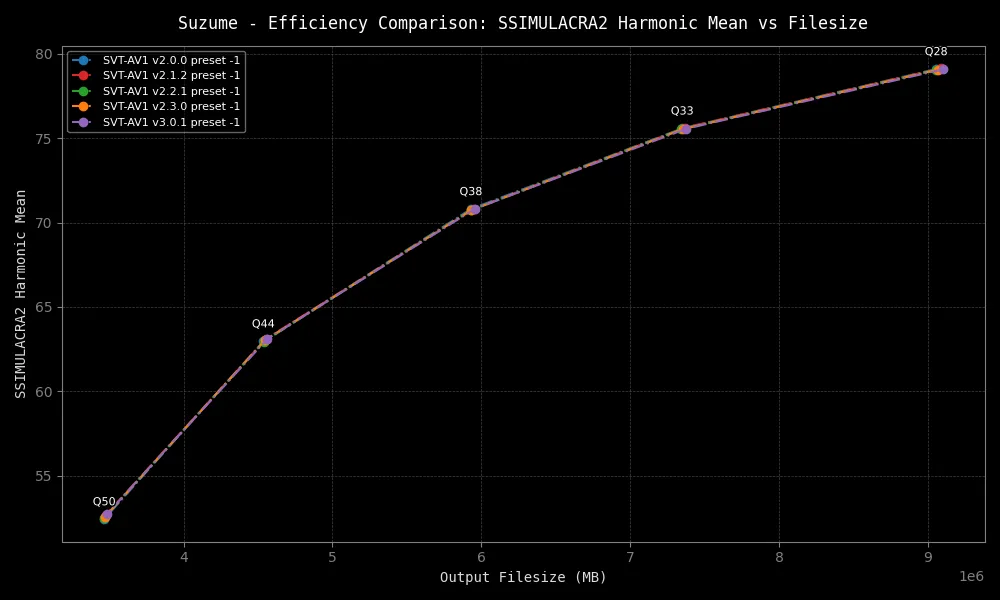 Suzume - Efficiency Comparison: SSIMULACRA2 Harmonic Mean vs Filesize
SVT-AV1 v2.0.0 preset -1
SVT-AV1 v2.1.2 preset -1
SVT-AV1 v2.2.1 preset -1
SVT-AV1 v2.3.0 preset -1
SVT-AV1 v3.0.1 preset -1
Q28
Q33
Q38
Q44
Q50
80
75
70
65
60
55
SSIMULACRA2 Harmonic Mean
4 5 6 7 8 9
1e6
Output Filesize (MB)